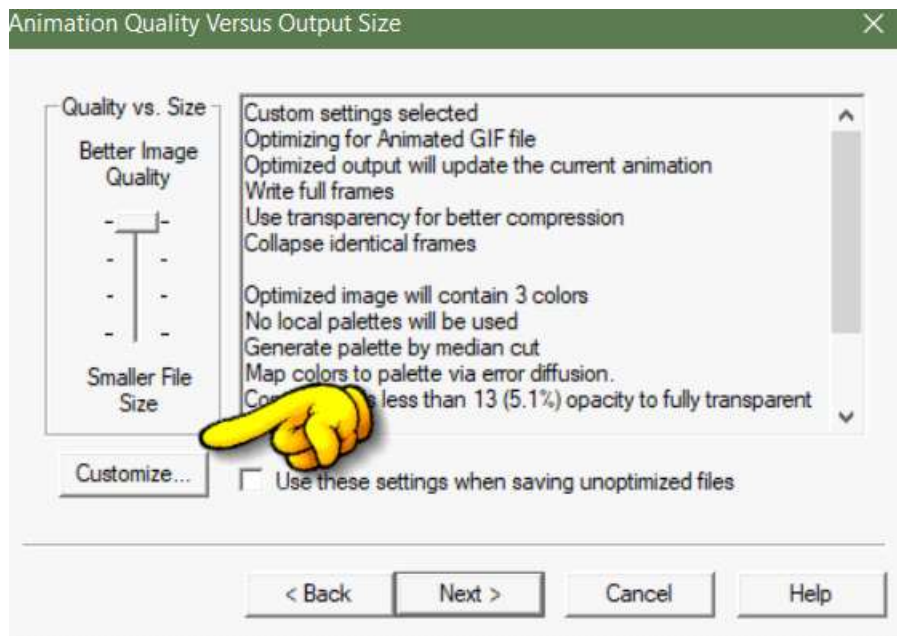 Animation Quality Versus Output Size
Quality vs. Size
Better Image
Quality
Smaller File
Size
Customize...
Custom settings selected
Optimizing for Animated GIF file
Optimized output will update the current animation
Write full frames
Use transparency for better compression
Collapse identical frames
Optimized image will contain 3 colors
No local palettes will be used
Generate palette by median cut
Map colors to palette via error diffusion.
less than 13 (5.1%) opacity to fully transparent
Use these settings when saving unoptimized files
< Back
Next >
Cancel
Help